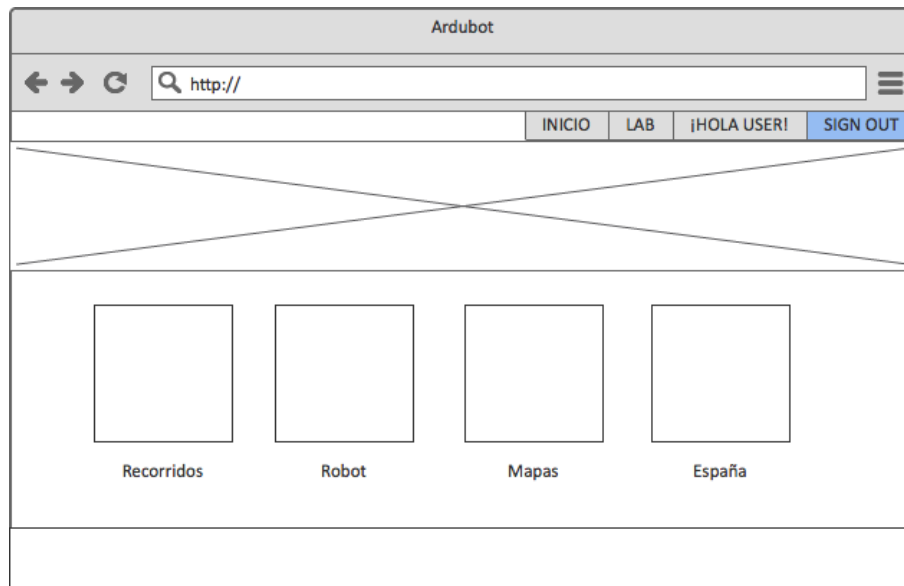 Ardubot
http://
INICIO LAB ¡HOLA USER! SIGN OUT
Recorridos Robot Mapas España